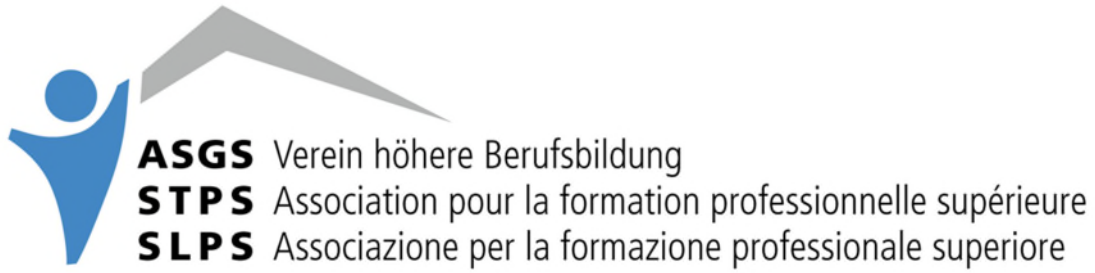 ASGS Verein höhere Berufsbildung
STPS Association pour la formation professionnelle supérieure
SLPS Associazione per la formazione professionale superiore